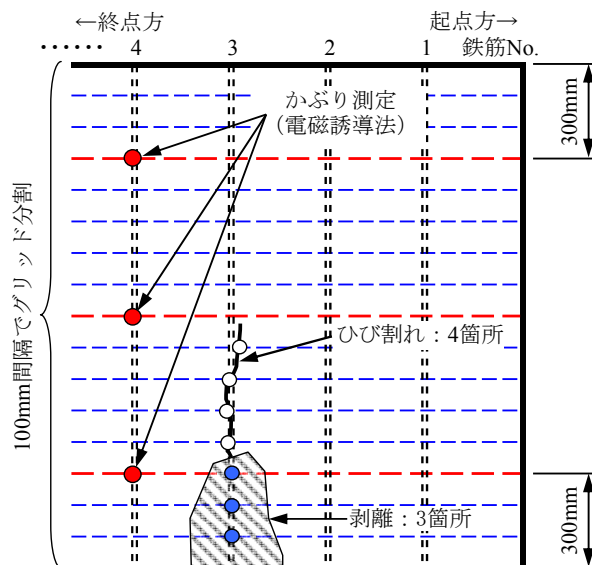 ←終点方 起点方→
‥‥‥ 4 3 2 1 鉄筋No.
かぶり測定
（電磁誘導法）
300mm
100mm間隔でグリッド分割
ひび割れ：4箇所
剥離：3箇所
300mm